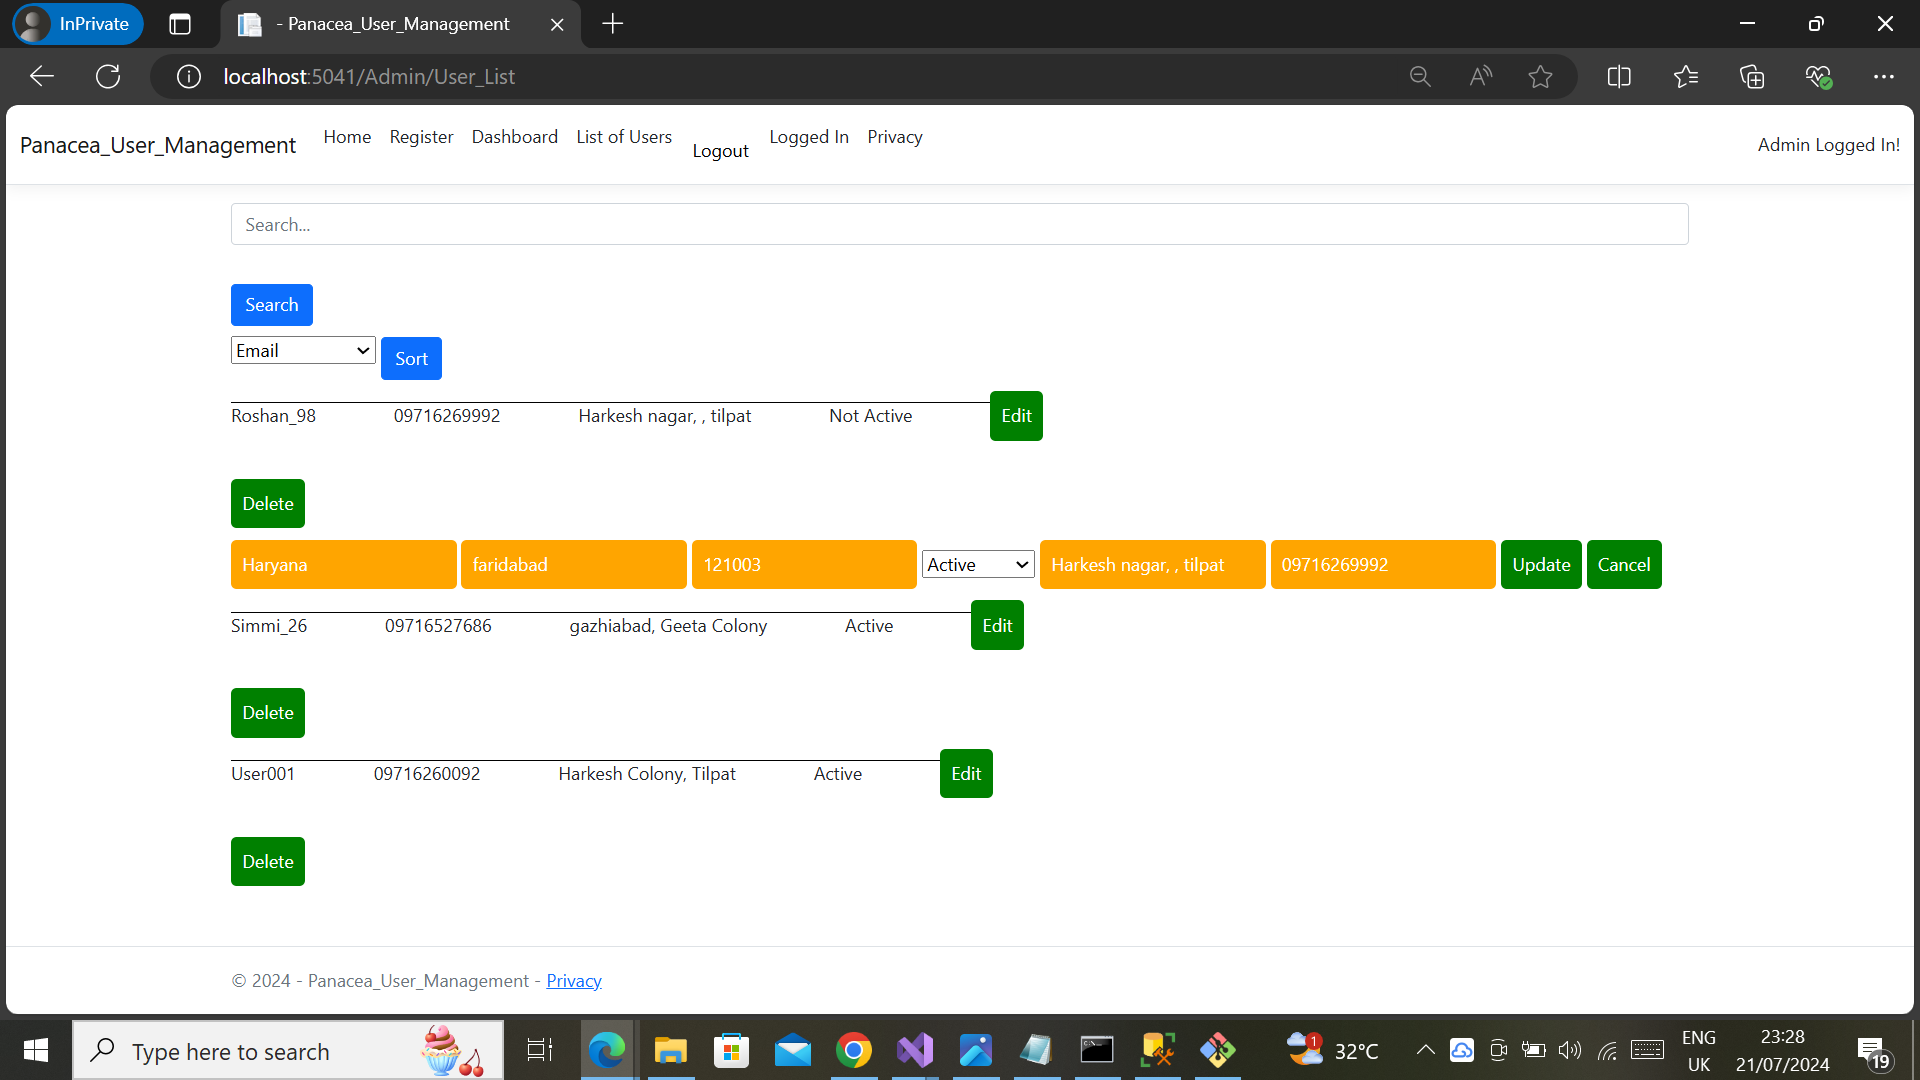 InPrivate
- Panacea_User_Management
localhost:5041/Admin/User_List
Panacea_User_Management Home Register Dashboard List of Users Logout Logged In Privacy Admin Logged In!
Search...
Search
Email Sort
Roshan_98 09716269992 Harkesh nagar, , tilpat Not Active Edit
Delete
Haryana faridabad 121003 Active Harkesh nagar, , tilpat 09716269992 Update Cancel
Simmi_26 09716527686 gazhiabad, Geeta Colony Active Edit
Delete
User001 09716260092 Harkesh Colony, Tilpat Active Edit
Delete
© 2024 - Panacea_User_Management - Privacy
Type here to search
1
32°C
ENG
UK
23:28
21/07/2024
19